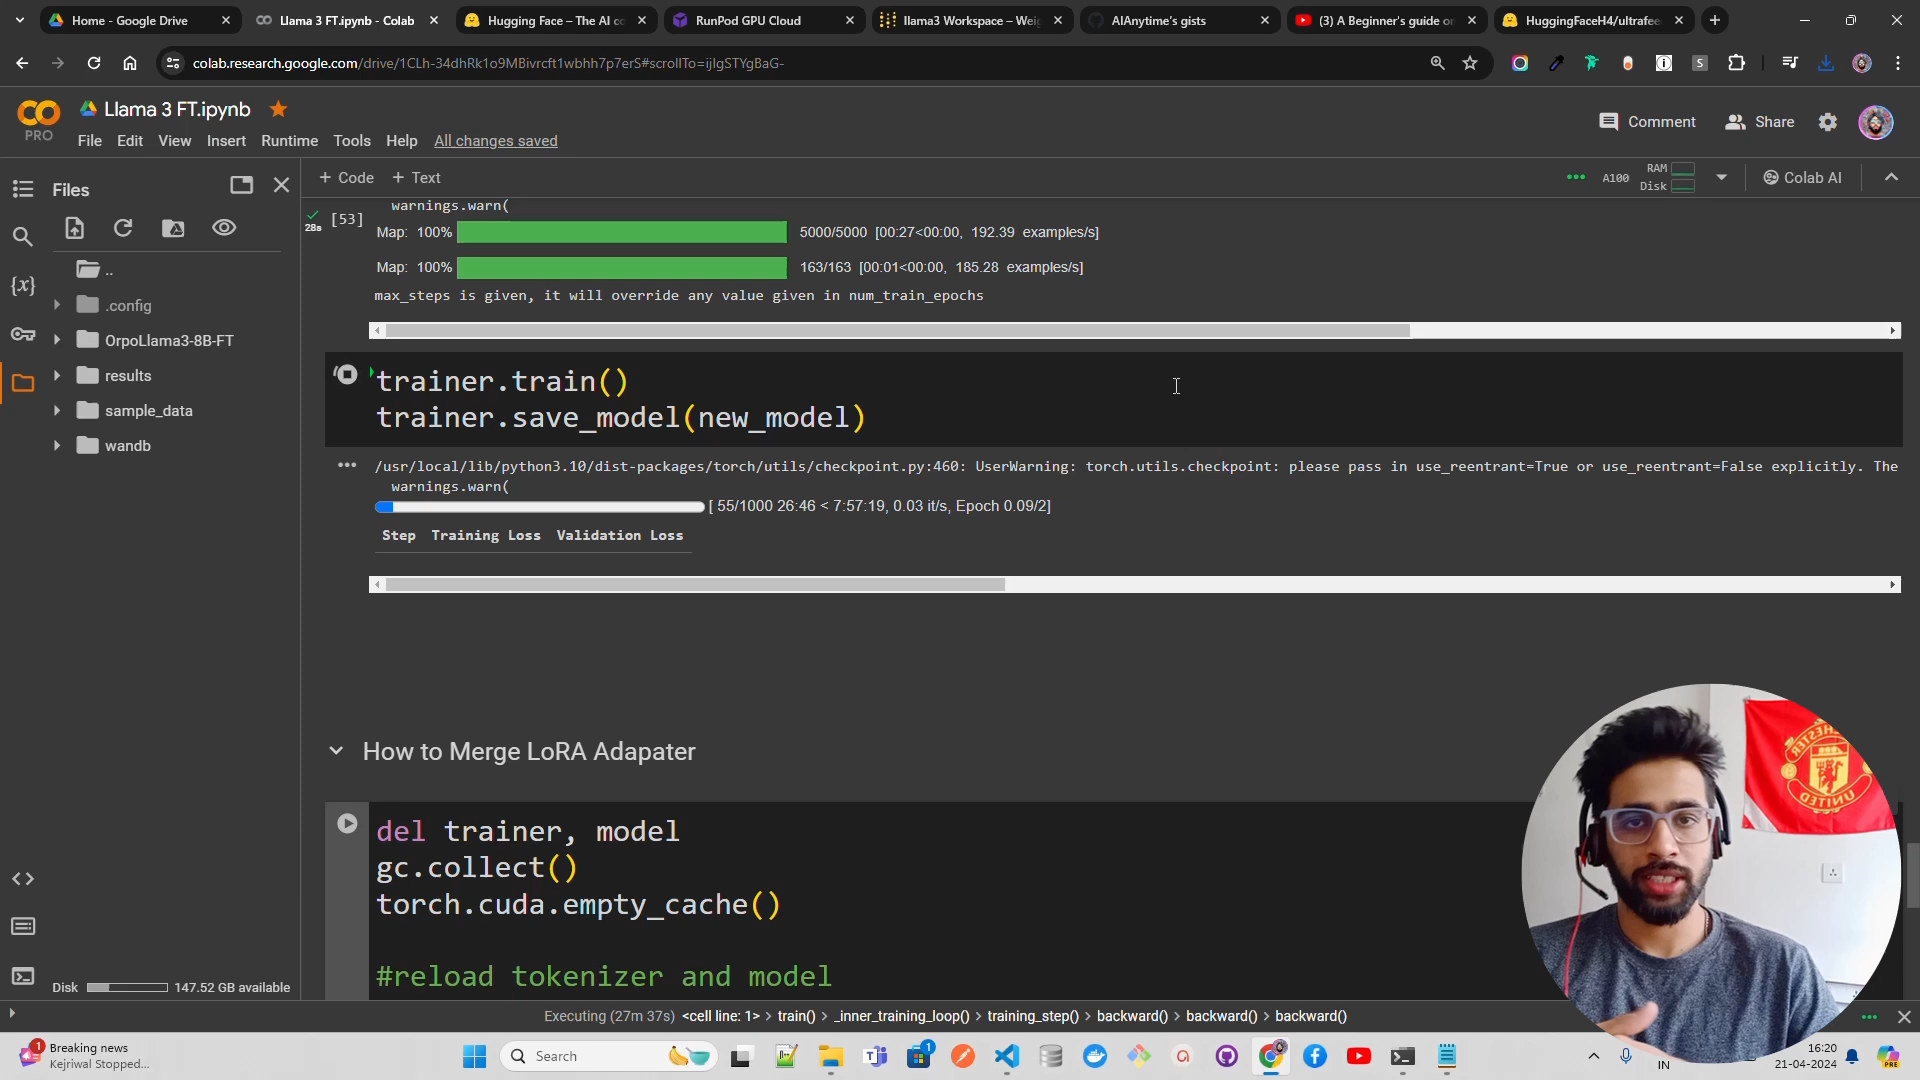 Home - Google Drive
Llama 3 FT.ipynb - Colab
Hugging Face – The AI co
RunPod GPU Cloud
llama3 Workspace – Wei
AIAnytime's gists
(3) A Beginner's guide on
HuggingFaceH4/ultrafee
colab.research.google.com/drive/1CLh-34dhRk1o9MBivrcft1wbhh7p7erS#scrollTo=ijIgSTYgBaG-
PRO
Llama 3 FT.ipynb
File Edit View Insert Runtime Tools Help All changes saved
Comment
Share
Files
+ Code + Text
A100
RAM
Disk
Colab AI
..
.config
OrpoLlama3-8B-FT
results
sample_data
wandb
Disk 147.52 GB available
28s
[53]
warnings.warn(
Map: 100% 5000/5000 [00:27<00:00, 192.39 examples/s]
Map: 100% 163/163 [00:01<00:00, 185.28 examples/s]
max_steps is given, it will override any value given in num_train_epochs
trainer.train()
trainer.save_model(new_model)
/usr/local/lib/python3.10/dist-packages/torch/utils/checkpoint.py:460: UserWarning: torch.utils.checkpoint: please pass in use_reentrant=True or use_reentrant=False explicitly. The
warnings.warn(
[ 55/1000 26:46 < 7:57:19, 0.03 it/s, Epoch 0.09/2]
Step Training Loss Validation Loss
How to Merge LoRA Adapater
del trainer, model
gc.collect()
torch.cuda.empty_cache()
#reload tokenizer and model
UNITED
Executing (27m 37s) <cell line: 1> > train() > _inner_training_loop() > training_step() > backward() > backward() > backward()
1
Breaking news
Kejriwal Stopped...
Search
1
IN
16:20
21-04-2024
PRE